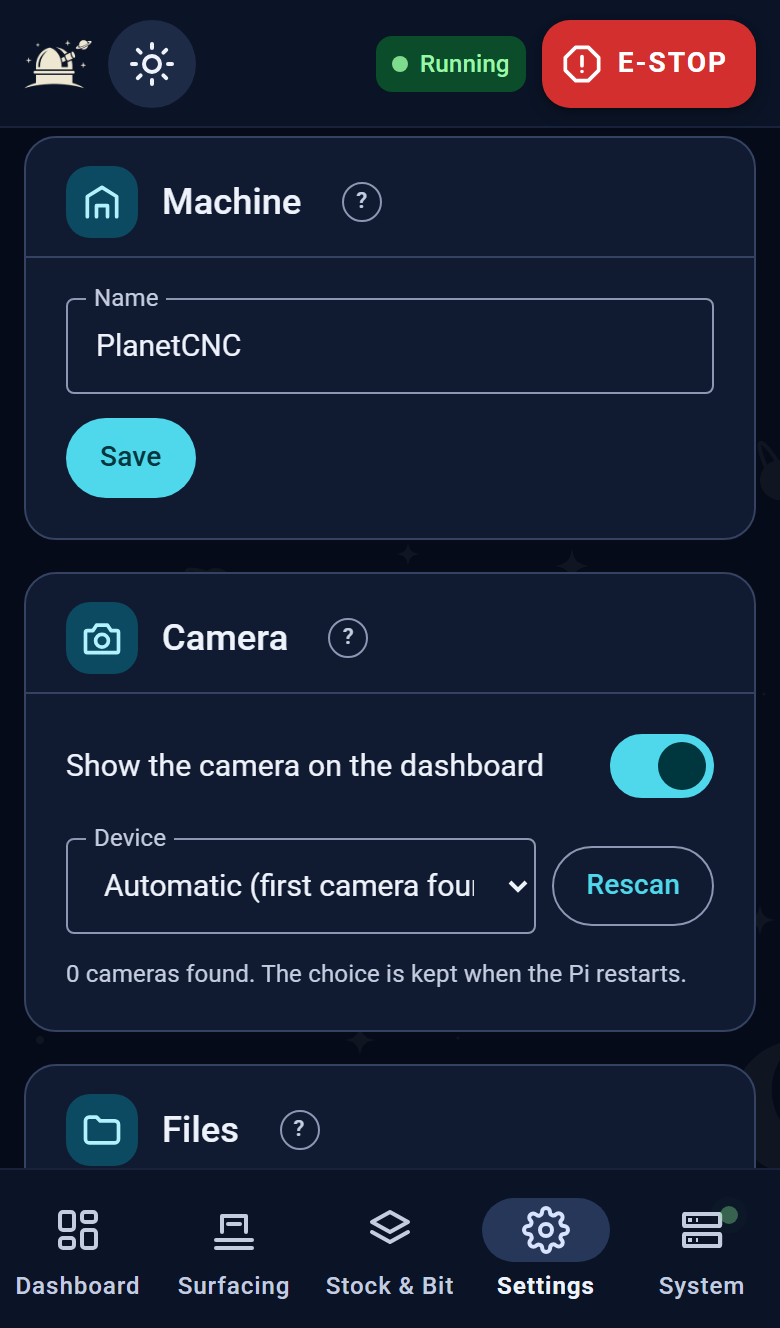 Running
E-STOP
Machine
?
Name
PlanetCNC
Save
Camera
?
Show the camera on the dashboard
Device
Automatic (first camera four
Rescan
0 cameras found. The choice is kept when the Pi restarts.
Files
?
Dashboard
Surfacing
Stock & Bit
Settings
System